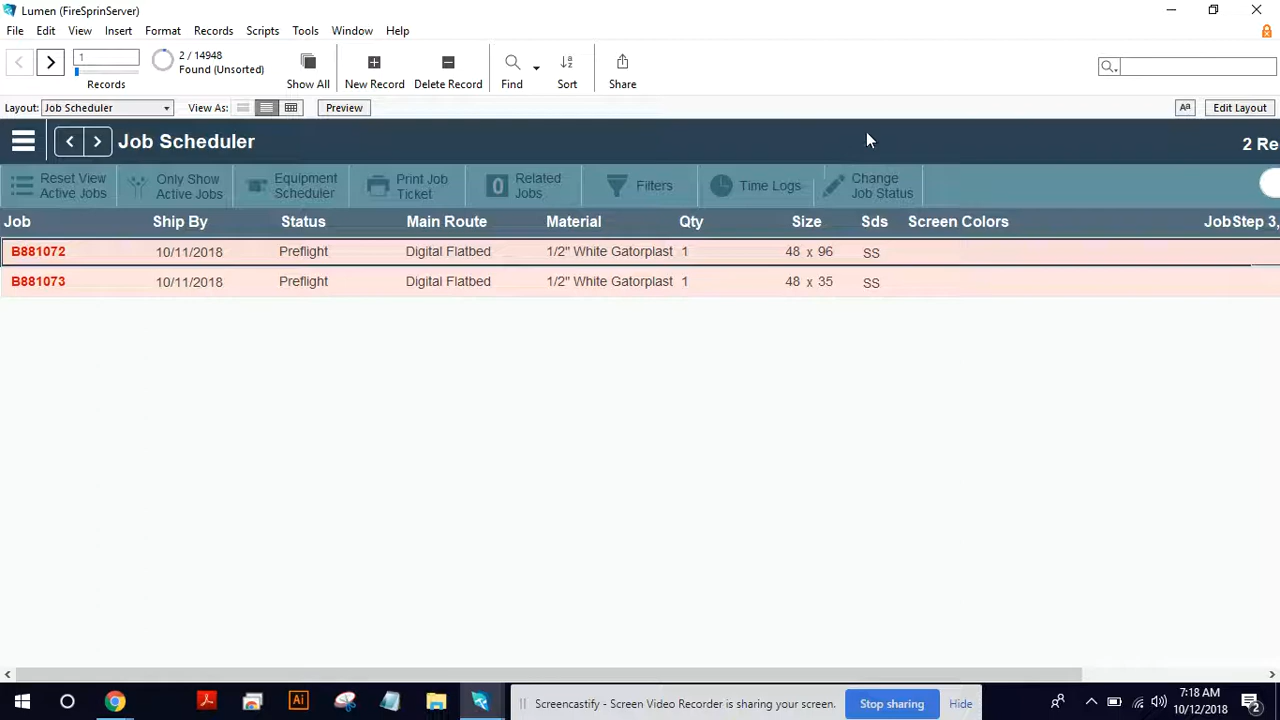 Lumen (FireSprinServer)
File Edit View Insert Format Records Scripts Tools Window Help
1
2 / 14948
Found (Unsorted)
Records Show All New Record Delete Record Find Sort Share
Layout: Job Scheduler View As: Preview Aa Edit Layout
Job Scheduler 2 Re
Reset View
Active Jobs
Only Show
Active Jobs
Equipment
Scheduler
Print Job
Ticket
0 Related
Jobs
Filters
Time Logs
Change
Job Status
Job Ship By Status Main Route Material Qty Size Sds Screen Colors JobStep 3,
B881072 10/11/2018 Preflight Digital Flatbed 1/2" White Gatorplast 1 48 x 96 SS
B881073 10/11/2018 Preflight Digital Flatbed 1/2" White Gatorplast 1 48 x 35 SS
Ai
Screencastify - Screen Video Recorder is sharing your screen. Stop sharing Hide
7:18 AM
10/12/2018
2